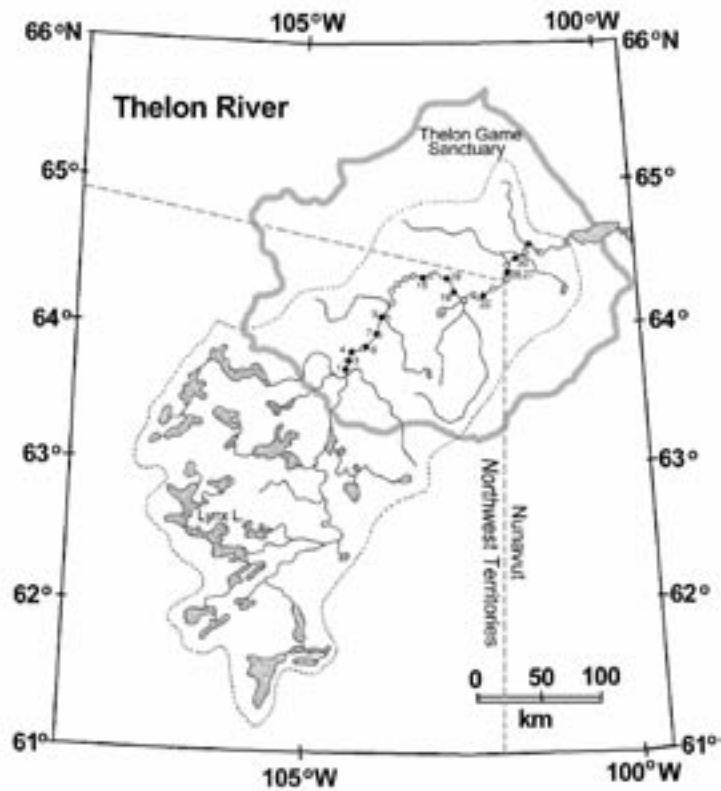 105°W
100°W
66°N
66°N
Thelon River
Thelon Game
Sanctuary
65°
65°
64°
64°
63°
63°
Lynx L.
Nunavut
Northwest Territories
62°
62°
0 50 100
km
61°
61°
105°W
100°W